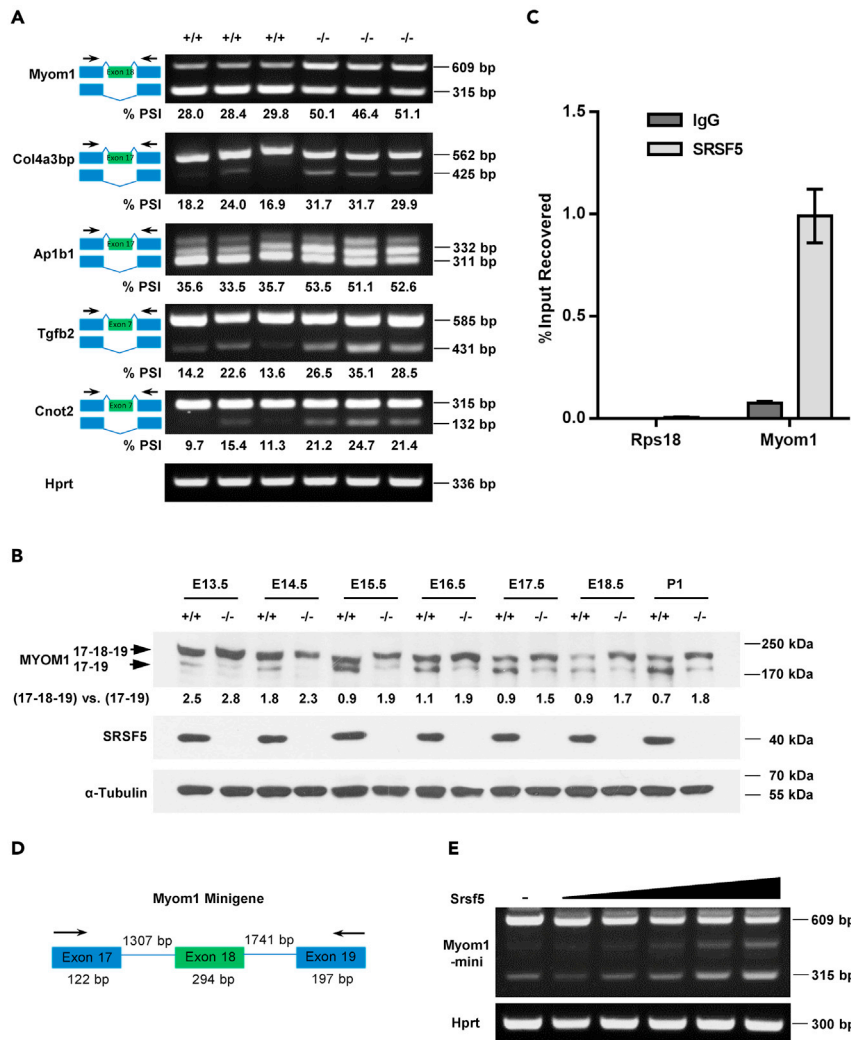 A
+/+ +/+ +/+ -/- -/- -/-
Myom1
Exon 18
609 bp
315 bp
% PSI 28.0 28.4 29.8 50.1 46.4 51.1
Col4a3bp
Exon 17
562 bp
425 bp
% PSI 18.2 24.0 16.9 31.7 31.7 29.9
Ap1b1
Exon 17
332 bp
311 bp
% PSI 35.6 33.5 35.7 53.5 51.1 52.6
Tgfb2
Exon 7
585 bp
431 bp
% PSI 14.2 22.6 13.6 26.5 35.1 28.5
Cnot2
Exon 7
315 bp
132 bp
% PSI 9.7 15.4 11.3 21.2 24.7 21.4
Hprt
336 bp
C
% Input Recovered
1.5
1.0
0.5
0.0
IgG
SRSF5
Rps18 Myom1
B
E13.5 E14.5 E15.5 E16.5 E17.5 E18.5 P1
+/+ -/- +/+ -/- +/+ -/- +/+ -/- +/+ -/- +/+ -/- +/+ -/-
MYOM1
17-18-19
17-19
250 kDa
170 kDa
(17-18-19) vs. (17-19) 2.5 2.8 1.8 2.3 0.9 1.9 1.1 1.9 0.9 1.5 0.9 1.7 0.7 1.8
SRSF5
40 kDa
α-Tubulin
70 kDa
55 kDa
D
Myom1 Minigene
1307 bp 1741 bp
Exon 17 Exon 18 Exon 19
122 bp 294 bp 197 bp
E
Srsf5 -
Myom1
-mini
609 bp
315 bp
Hprt
300 bp